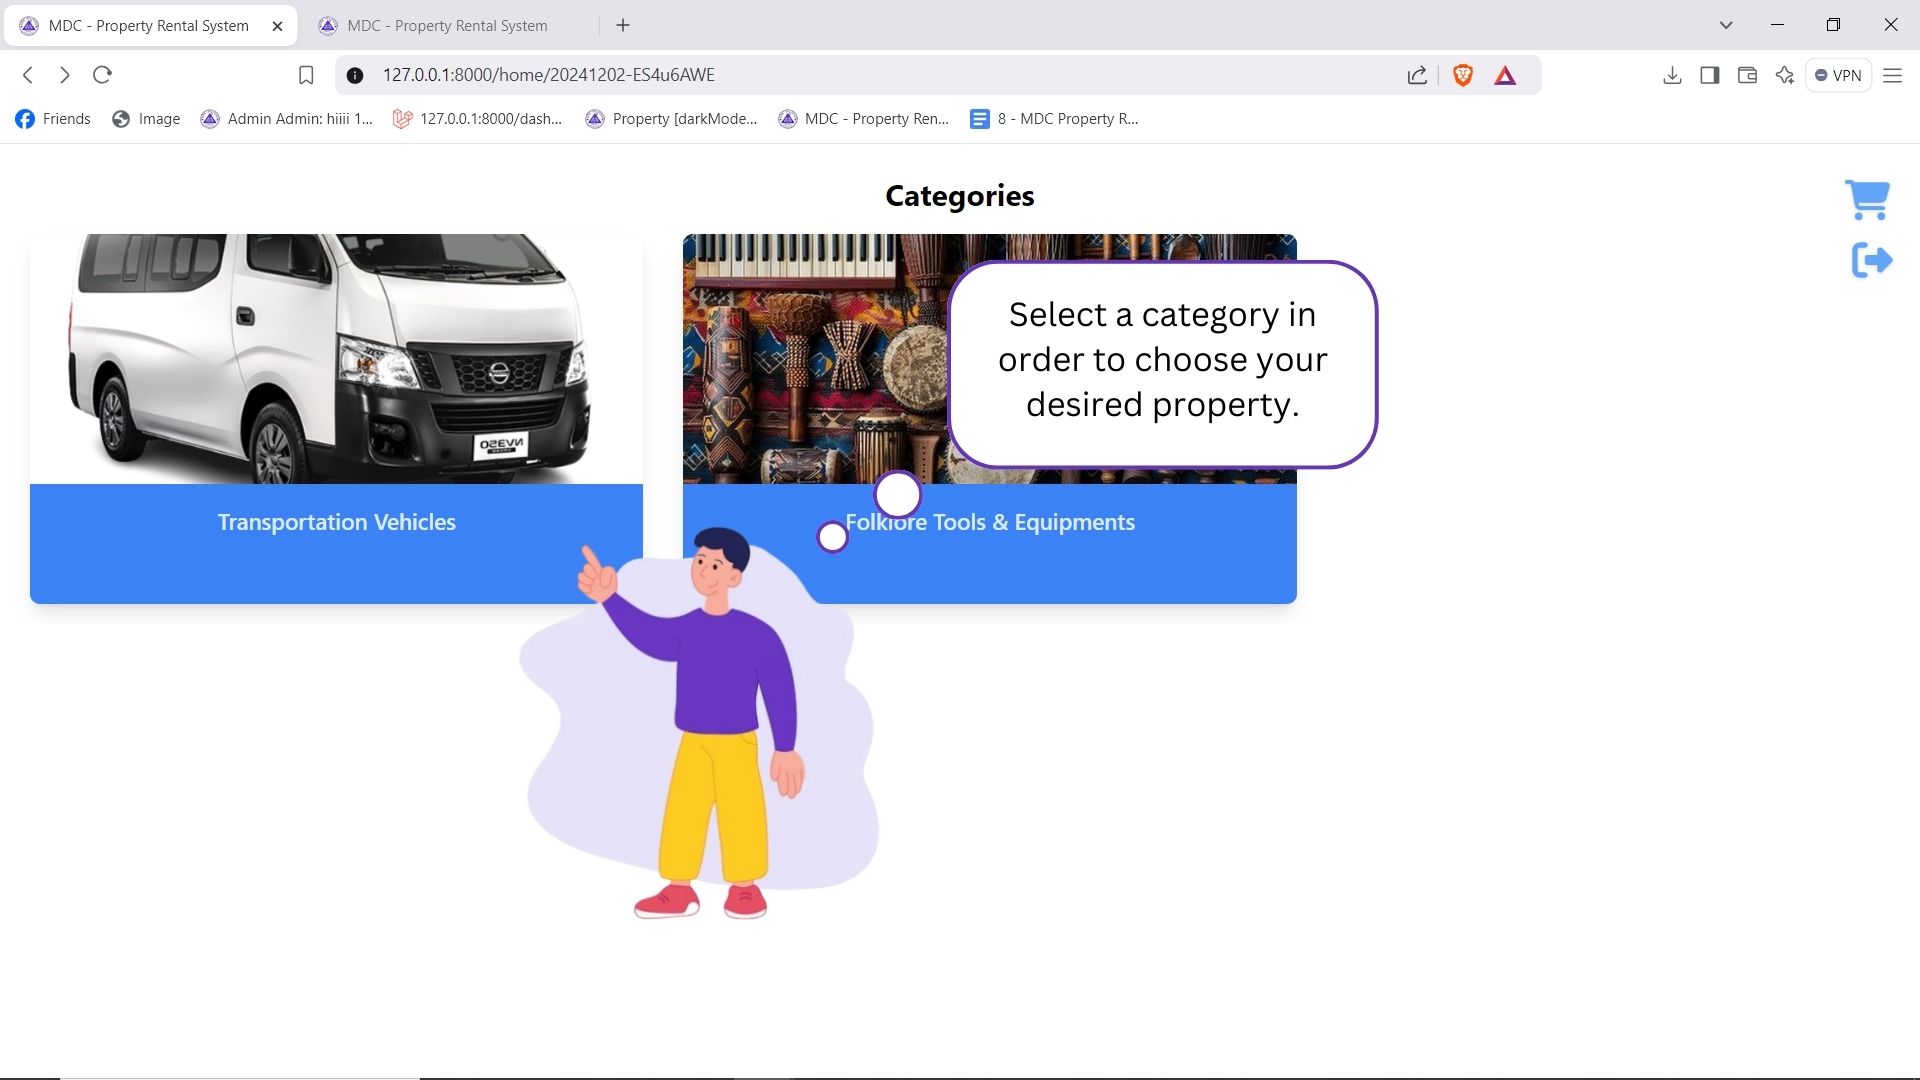 MDC - Property Rental System
MDC - Property Rental System
127.0.0.1:8000/home/20241202-ES4u6AWE
VPN
Friends
Image
Admin Admin: hiiii 1...
127.0.0.1:8000/dash...
Property [darkMode...
MDC - Property Ren...
8 - MDC Property R...
Categories
Select a category in
order to choose your
desired property.
Transportation Vehicles
Folklore Tools & Equipments